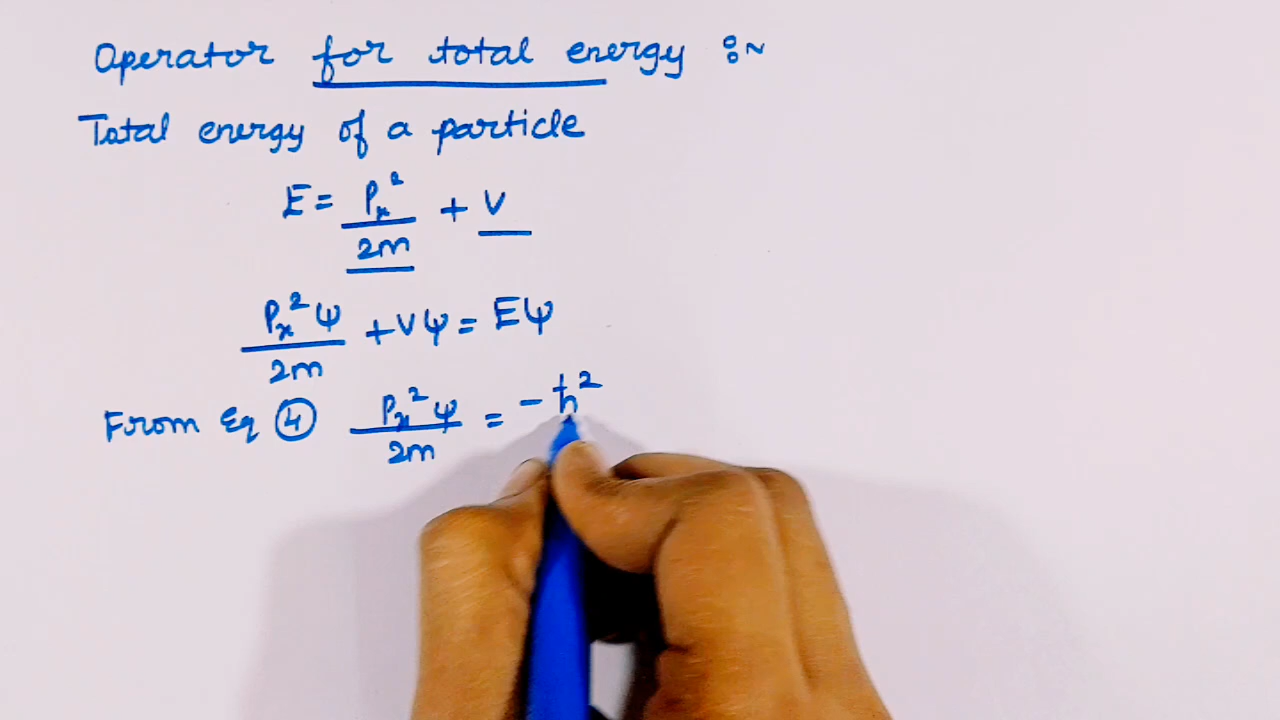 Operator for total energy :~
Total energy of a particle
E = Px²/2m + V
Px²ψ/2m + Vψ = Eψ
From Eq ④ Px²ψ/2m = - ħ²